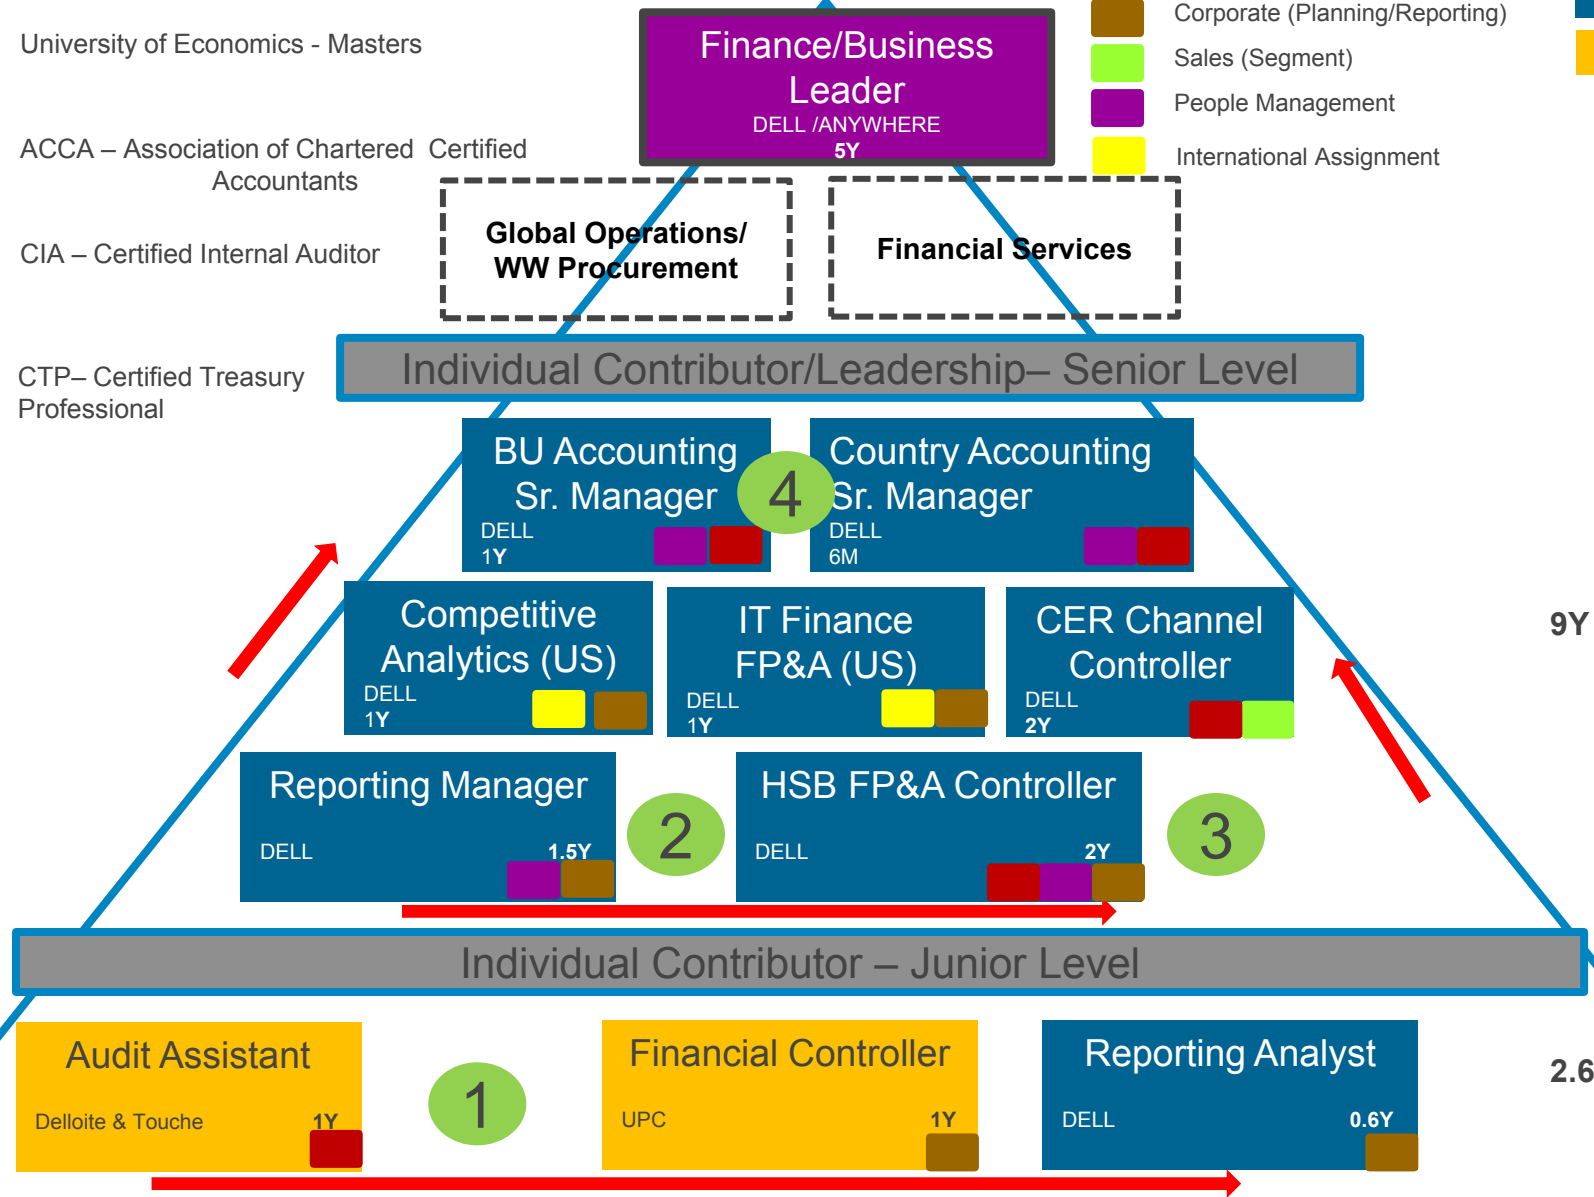 Corporate (Planning/Reporting)
University of Economics - Masters
Finance/Business
Leader
DELL /ANYWHERE
5Y
Sales (Segment)
People Management
International Assignment
ACCA – Association of Chartered  Certified
Accountants
CIA – Certified Internal Auditor
Global Operations/
WW Procurement
Financial Services
CTP– Certified Treasury
Professional
Individual Contributor/Leadership– Senior Level
BU Accounting
Sr. Manager
DELL
1Y
4
Country Accounting
Sr. Manager
DELL
6M
Competitive
Analytics (US)
DELL
1Y
IT Finance
FP&A (US)
DELL
1Y
CER Channel
Controller
DELL
2Y
9Y
Reporting Manager
DELL 1.5Y
2
HSB FP&A Controller
DELL 2Y
3
Individual Contributor – Junior Level
Audit Assistant
Delloite & Touche 1Y
1
Financial Controller
UPC 1Y
Reporting Analyst
DELL 0.6Y
2.6